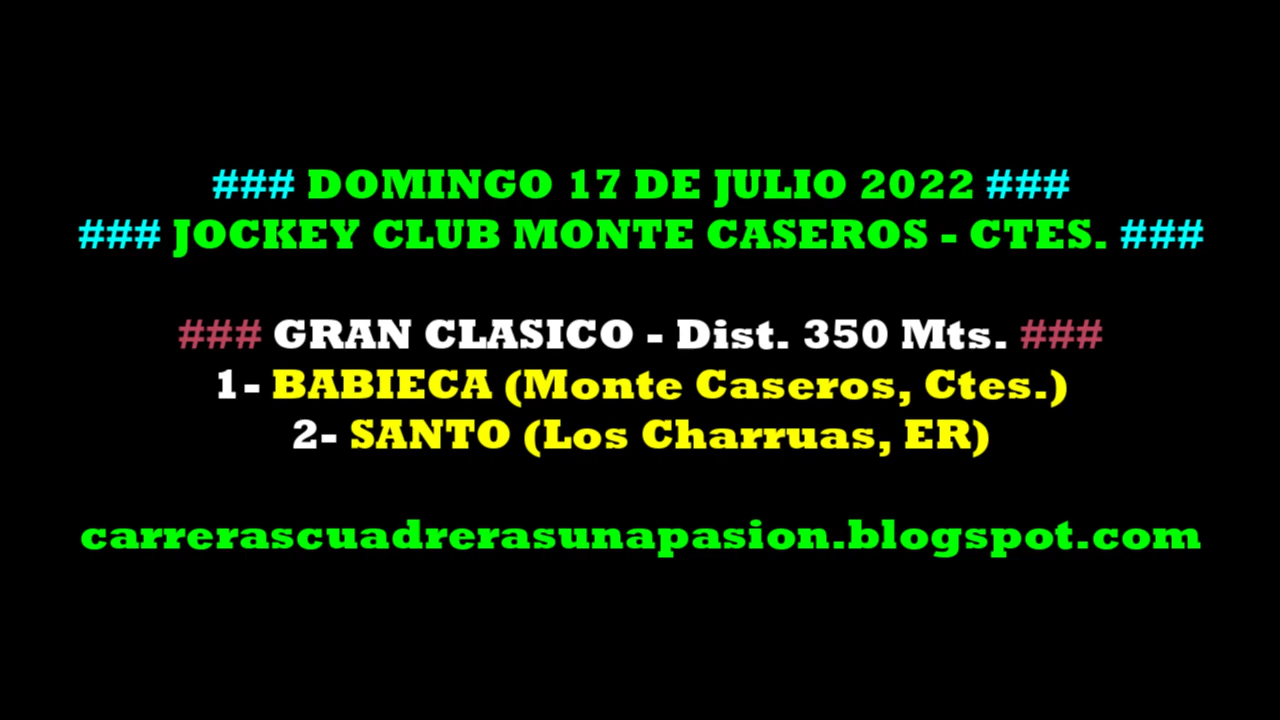 ### DOMINGO 17 DE JULIO 2022 ###
### JOCKEY CLUB MONTE CASEROS - CTES. ###
### GRAN CLASICO - Dist. 350 Mts. ###
1- BABIECA (Monte Caseros, Ctes.)
2- SANTO (Los Charruas, ER)
carrerascuadrerasunapasion.blogspot.com